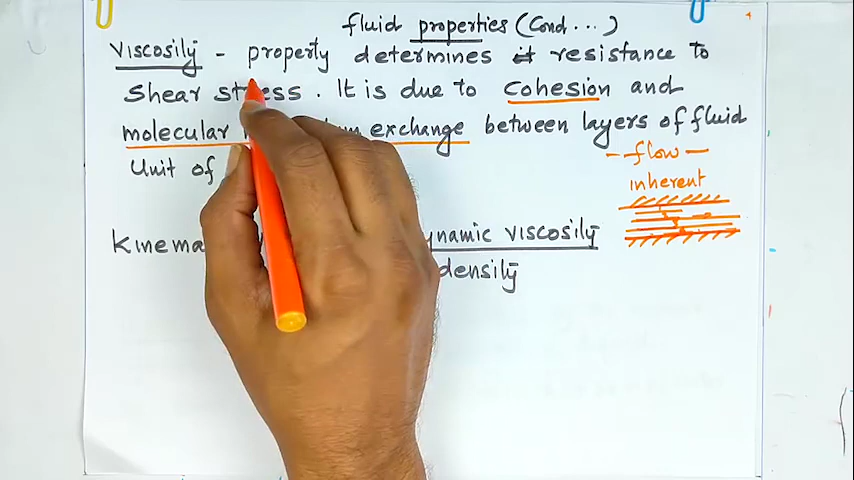 fluid properties (Cond ...)
Viscosity - property determines it resistance to
Shear stress. It is due to cohesion and
molecular exchange between layers of fluid
- flow -
Unit of
inherent
Kinema ynamic viscosity
density